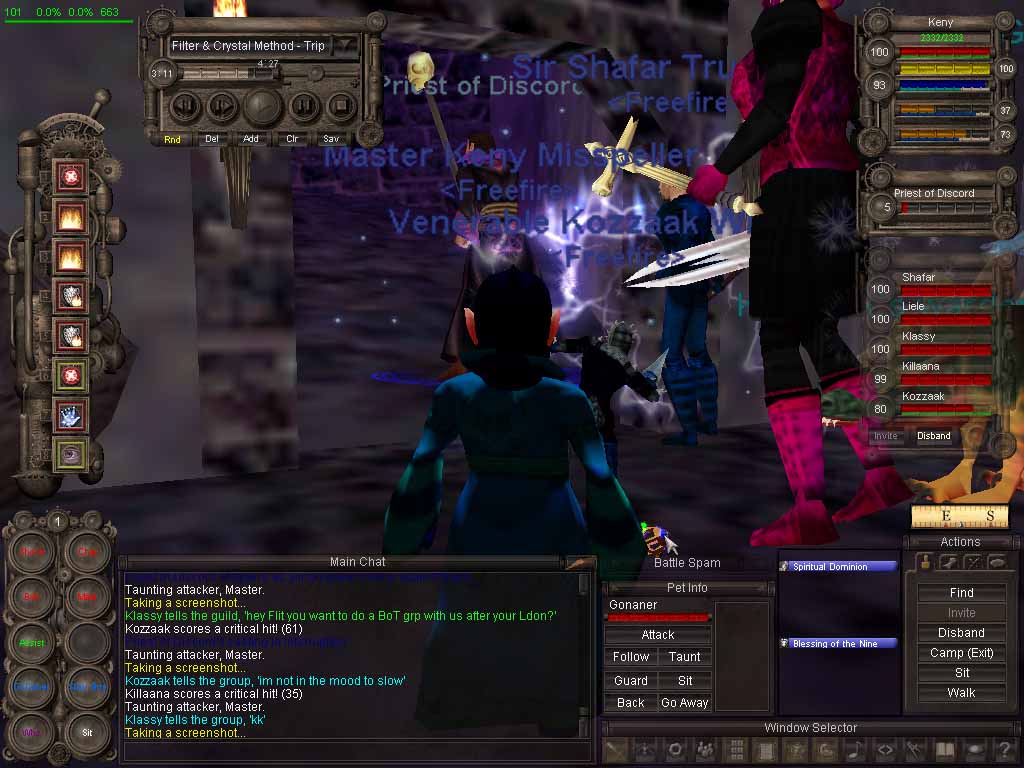 101 0.0% 0.0% 663
Filter & Crystal Method - Trip
4:27
3:11
Rnd Del Add Clr Sav
Sir Shafar Tru
Priest of Discord
<Freefire
Master Keny Misspeller
<Freefire>
Venerable Kozzaak W
<Freefire>
Keny
2332/2332
100
100
93
37
73
Priest of Discord
5
Shafar
100
Liele
100
Klassy
100
Killaana
99
Kozzaak
80
Invite Disband
E S
1
Assist
Who
Sit
Main Chat
Taunting attacker, Master.
Taking a screenshot...
Klassy tells the guild, 'hey Flit you want to do a BoT grp with us after your Ldon?'
Kozzaak scores a critical hit! (61)
Taunting attacker, Master.
Taking a screenshot...
Kozzaak tells the group, 'im not in the mood to slow'
Killaana scores a critical hit! (35)
Taunting attacker, Master.
Klassy tells the group, 'kk'
Taking a screenshot...
Battle Spam
Pet Info
Gonaner
Attack
Follow Taunt
Guard Sit
Back Go Away
Spiritual Dominion
Blessing of the Nine
Actions
Find
Invite
Disband
Camp (Exit)
Sit
Walk
Window Selector